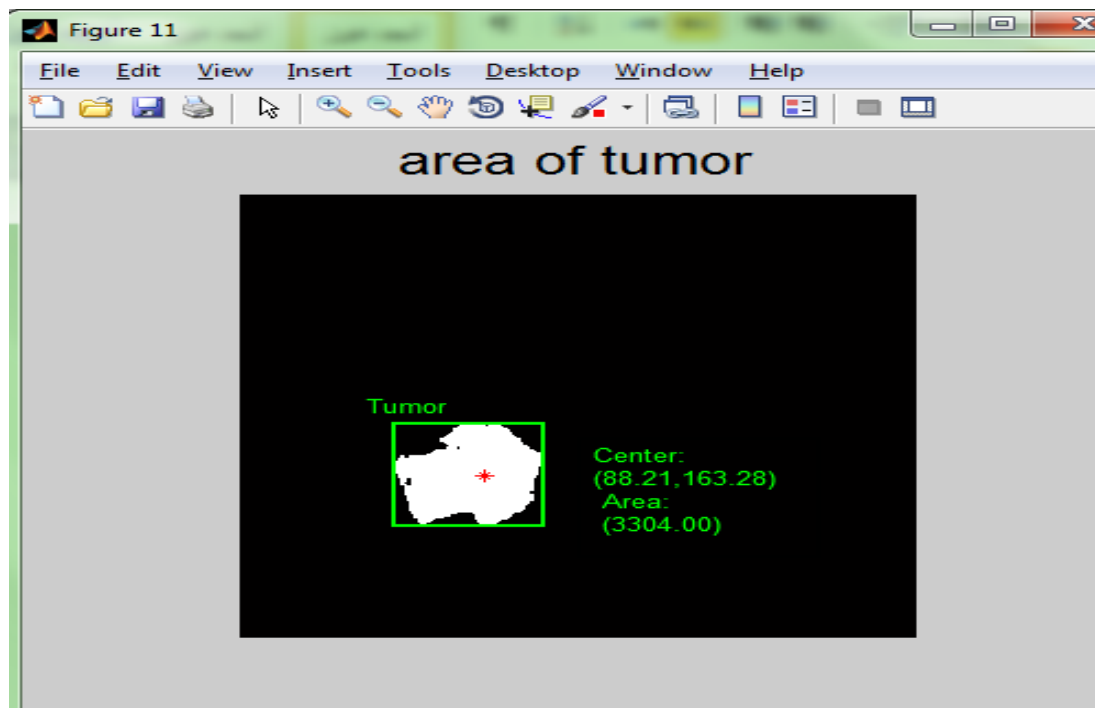 Figure 11
File Edit View Insert Tools Desktop Window Help
area of tumor
Tumor
Center:
(88.21,163.28)
Area:
(3304.00)